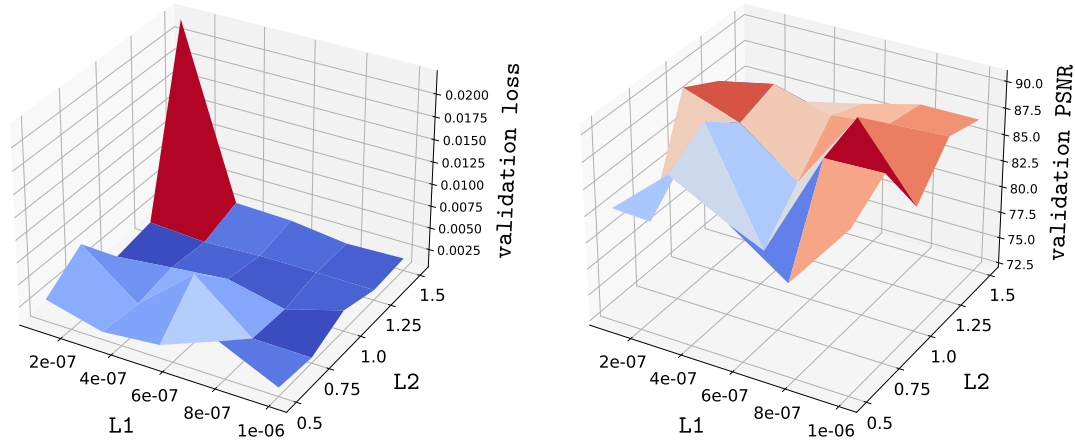 0.0200
0.0175
0.0150
0.0125
0.0100
0.0075
0.0050
0.0025
validation loss
2e-07
4e-07
6e-07
8e-07
1e-06
L1
0.5
0.75
1.0
1.25
1.5
L2
90.0
87.5
85.0
82.5
80.0
77.5
75.0
72.5
validation PSNR
2e-07
4e-07
6e-07
8e-07
1e-06
L1
0.5
0.75
1.0
1.25
1.5
L2